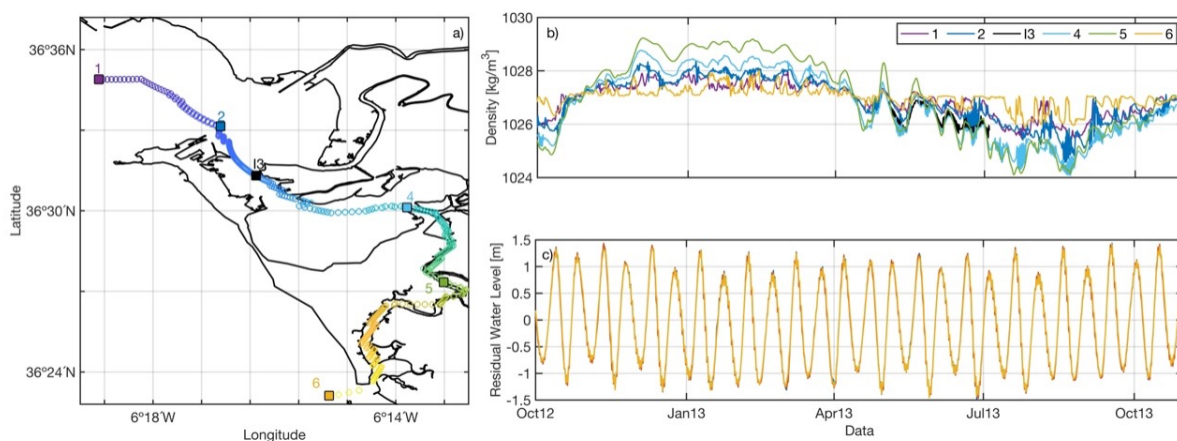 a)
36°36'N
36°30'N
36°24'N
Latitude
1
2
I3
4
5
6
6°18'W
6°14'W
Longitude
b)
1 2 I3 4 5 6
1030
1028
1026
1024
Density [kg/m³]
c)
1.5
1
0.5
0
-0.5
-1
-1.5
Residual Water Level [m]
Oct12 Jan13 Apr13 Jul13 Oct13
Data